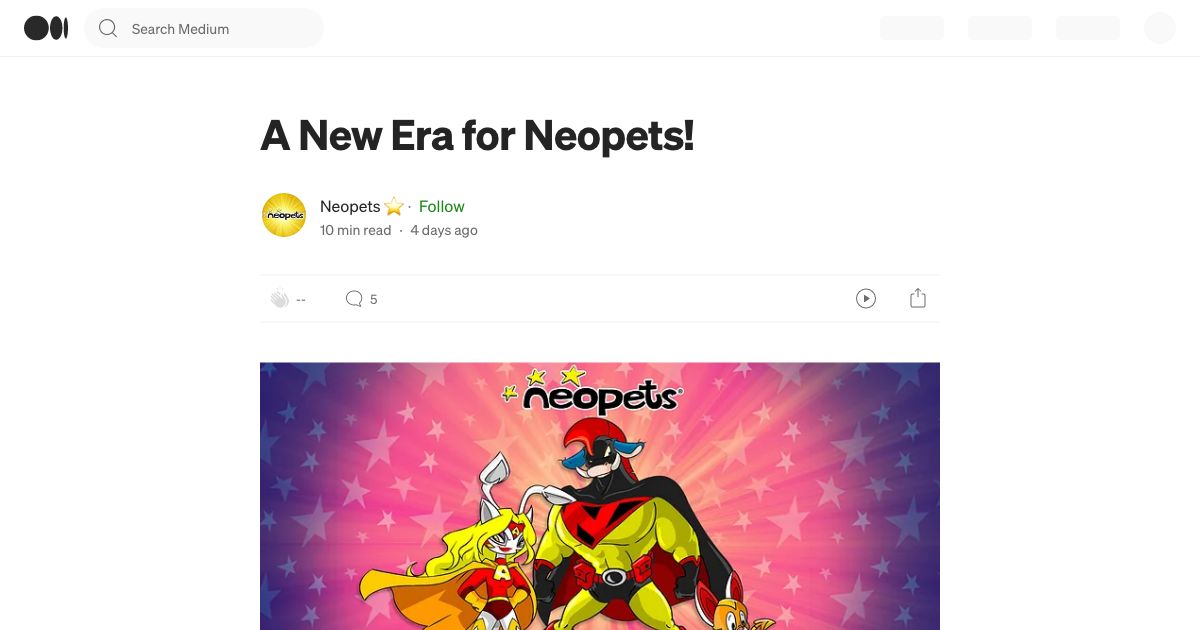 Search Medium
A New Era for Neopets!
neopets
Neopets ⭐ · Follow
10 min read · 4 days ago
--
5
neopets®
A